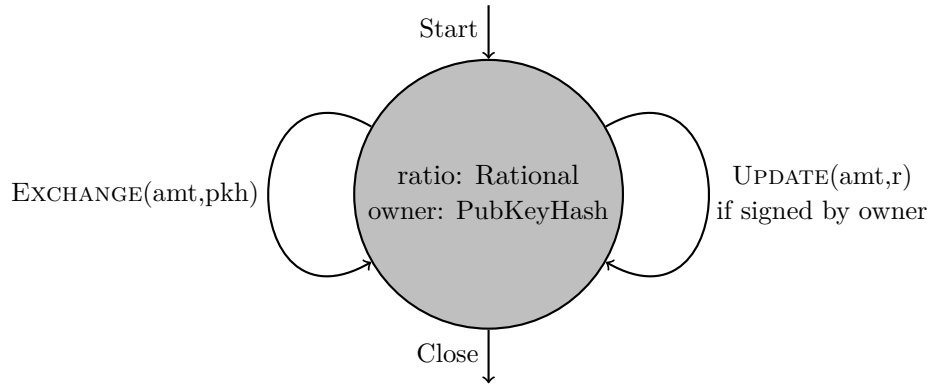 Start
EXCHANGE(amt,pkh)
ratio: Rational
owner: PubKeyHash
UPDATE(amt,r)
if signed by owner
Close